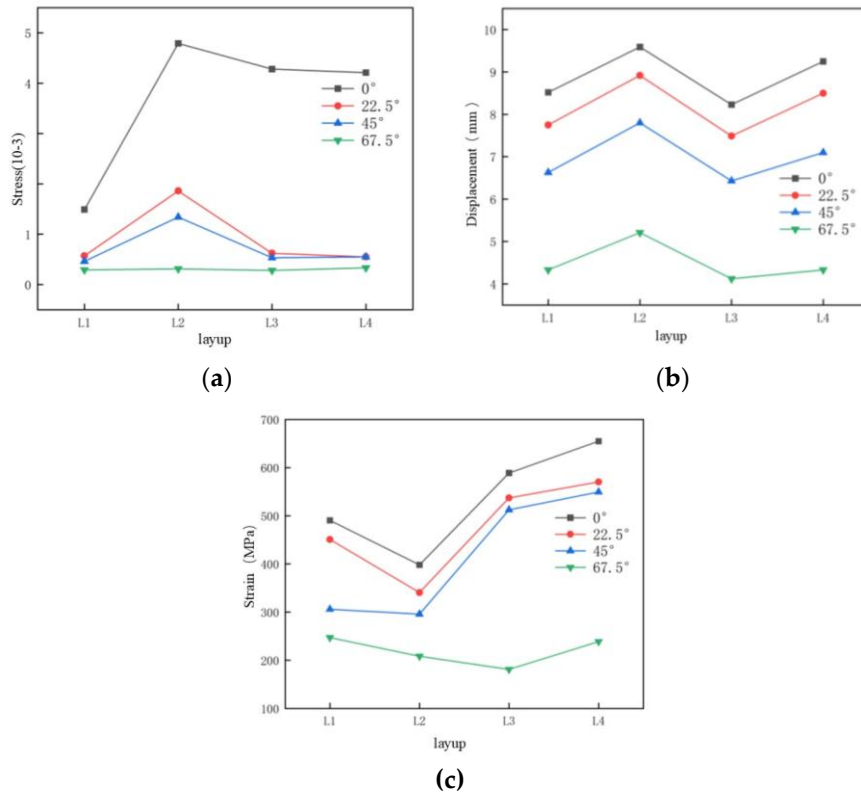 5
4
1
0
Stress(10-3)
0°
22.5°
45°
67.5°
L1 L2 L3 L4
layup
(a)
10
9
8
7
6
5
4
Displacement（mm）
0°
22.5°
45°
67.5°
L1 L2 L3 L4
layup
(b)
700
600
500
400
300
200
100
Strain（MPa）
0°
22.5°
45°
67.5°
L1 L2 L3 L4
layup
(c)